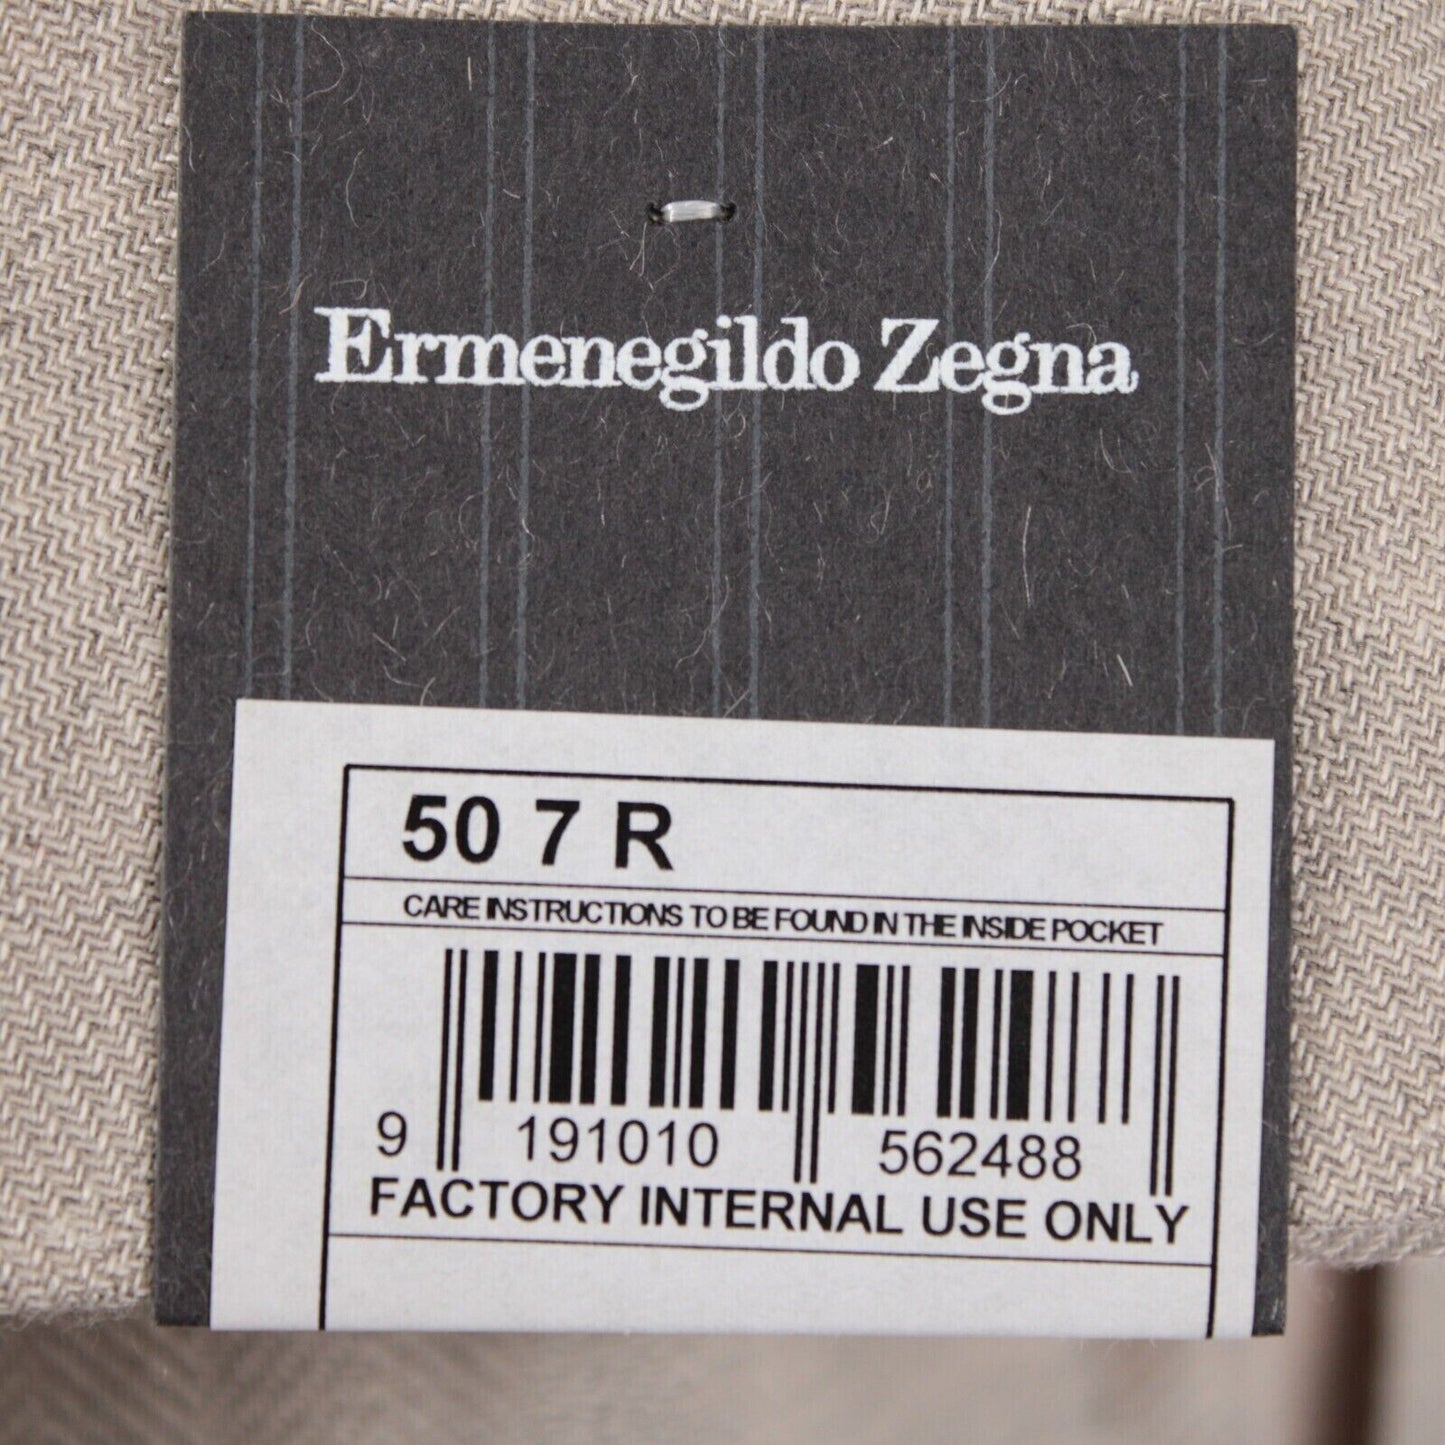 Ermenegildo Zegna
50 7 R
CARE INSTRUCTIONS TO BE FOUND IN THE INSIDE POCKET
9 191010 562488
FACTORY INTERNAL USE ONLY